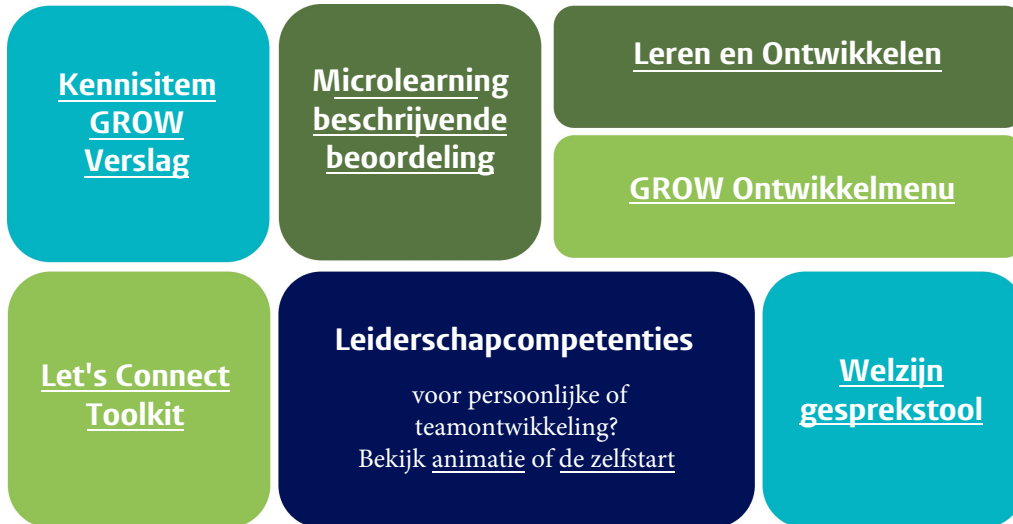 Kennisitem
GROW
Verslag
Microlearning
beschrijvende
beoordeling
Leren en Ontwikkelen
GROW Ontwikkelmenu
Let's Connect
Toolkit
Leiderschapcompetenties
voor persoonlijke of
teamontwikkeling?
Bekijk animatie of de zelfstart
Welzijn
gesprekstool